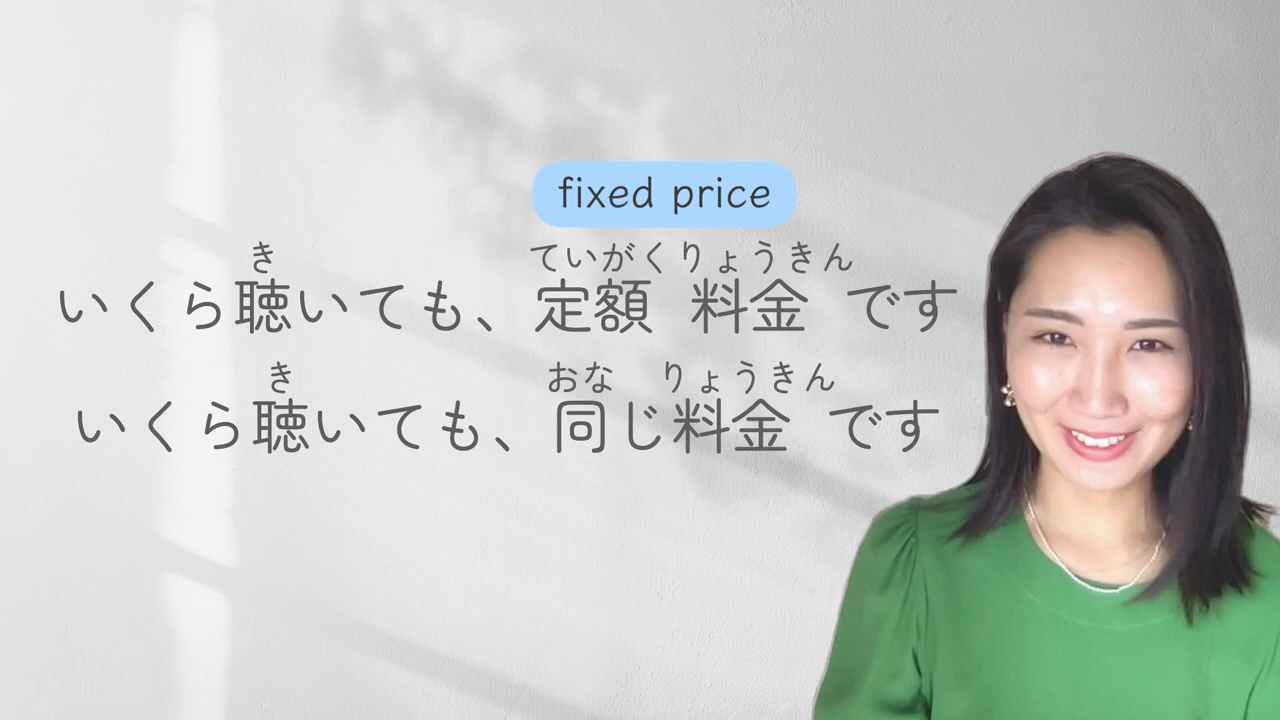 fixed price
き ていがくりょうきん
いくら聴いても、定額 料金 です
き おな りょうきん
いくら聴いても、同じ料金 です